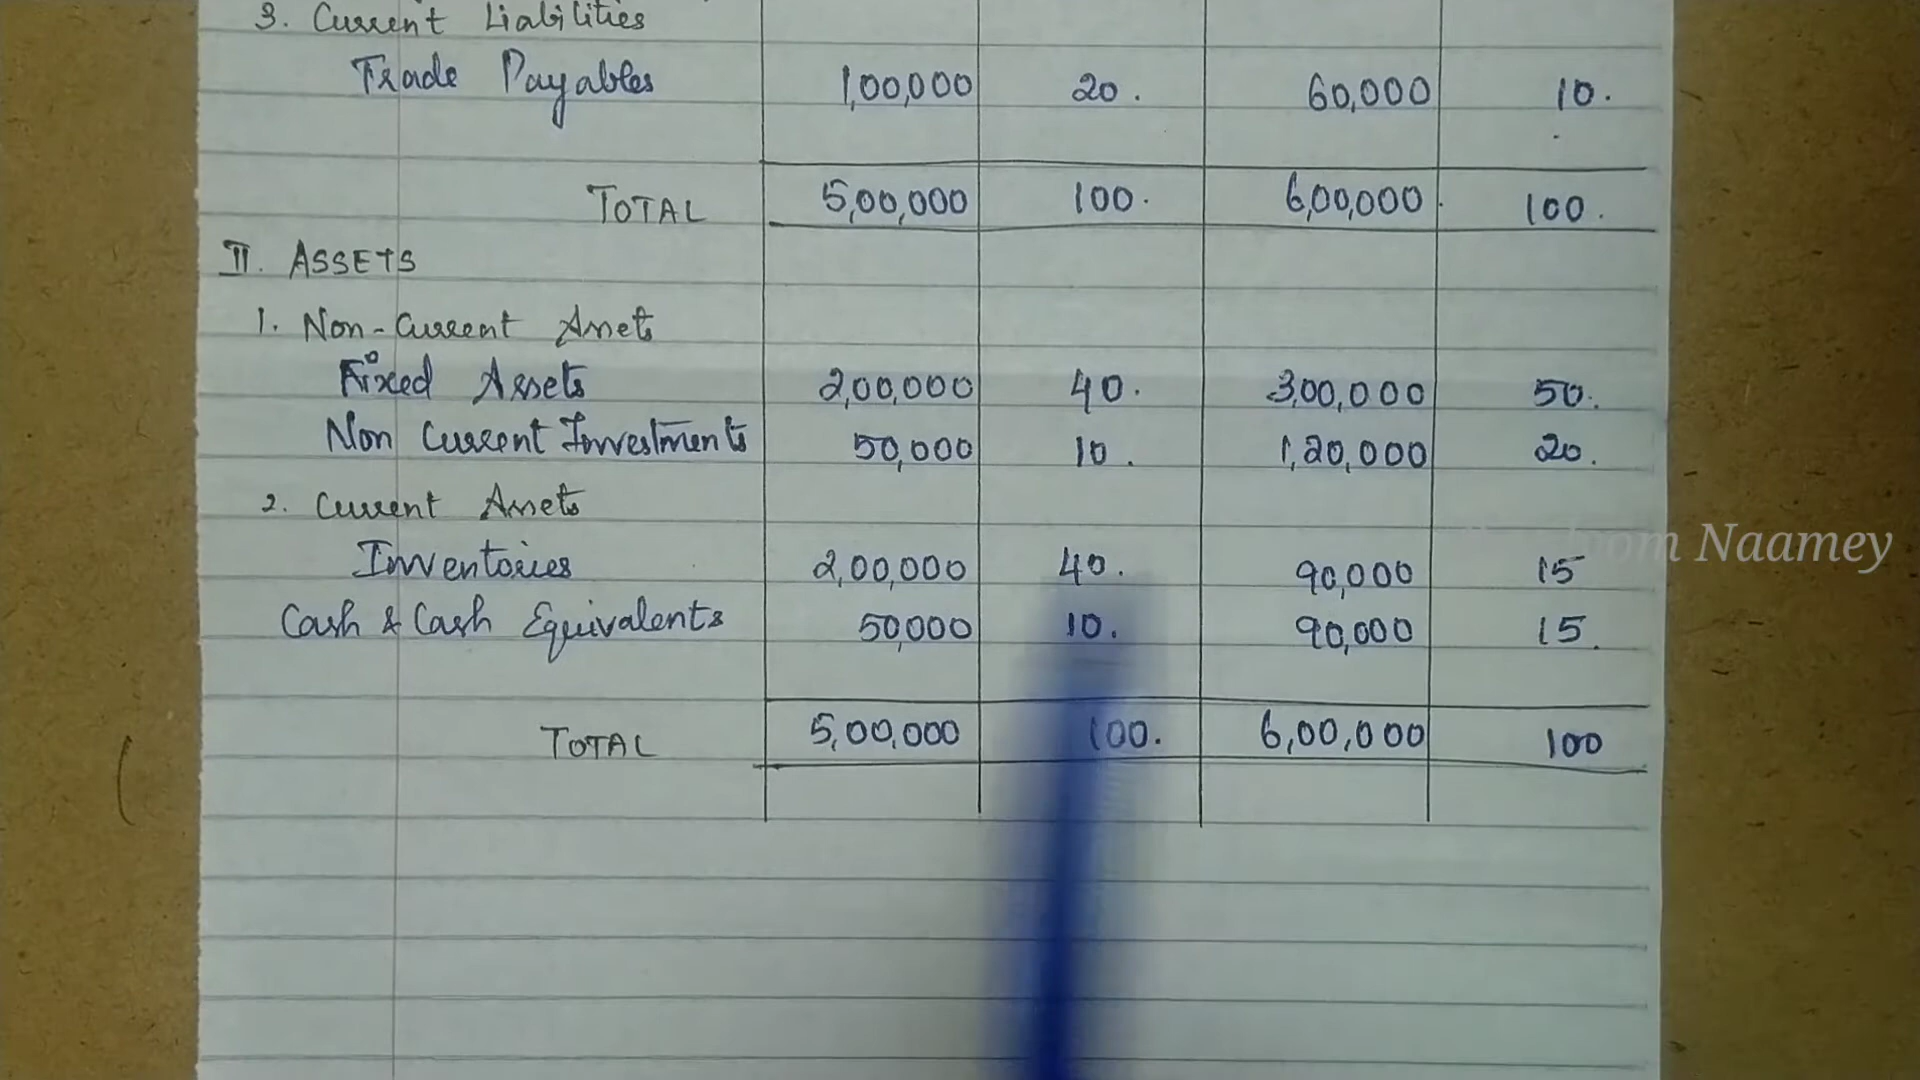 3. Current Liabilities
Trade Payables 1,00,000 20. 60,000 10.
TOTAL 5,00,000 100. 6,00,000. 100.
II. ASSETS
1. Non-Current Assets
Fixed Assets 2,00,000 40. 3,00,000 50.
Non Current Investments 50,000 10. 1,20,000 20.
2. Current Assets
Inventories 2,00,000 40. 90,000 15
Cash & Cash Equivalents 50,000 10. 90,000 15.
TOTAL 5,00,000 100. 6,00,000 100
Naamey